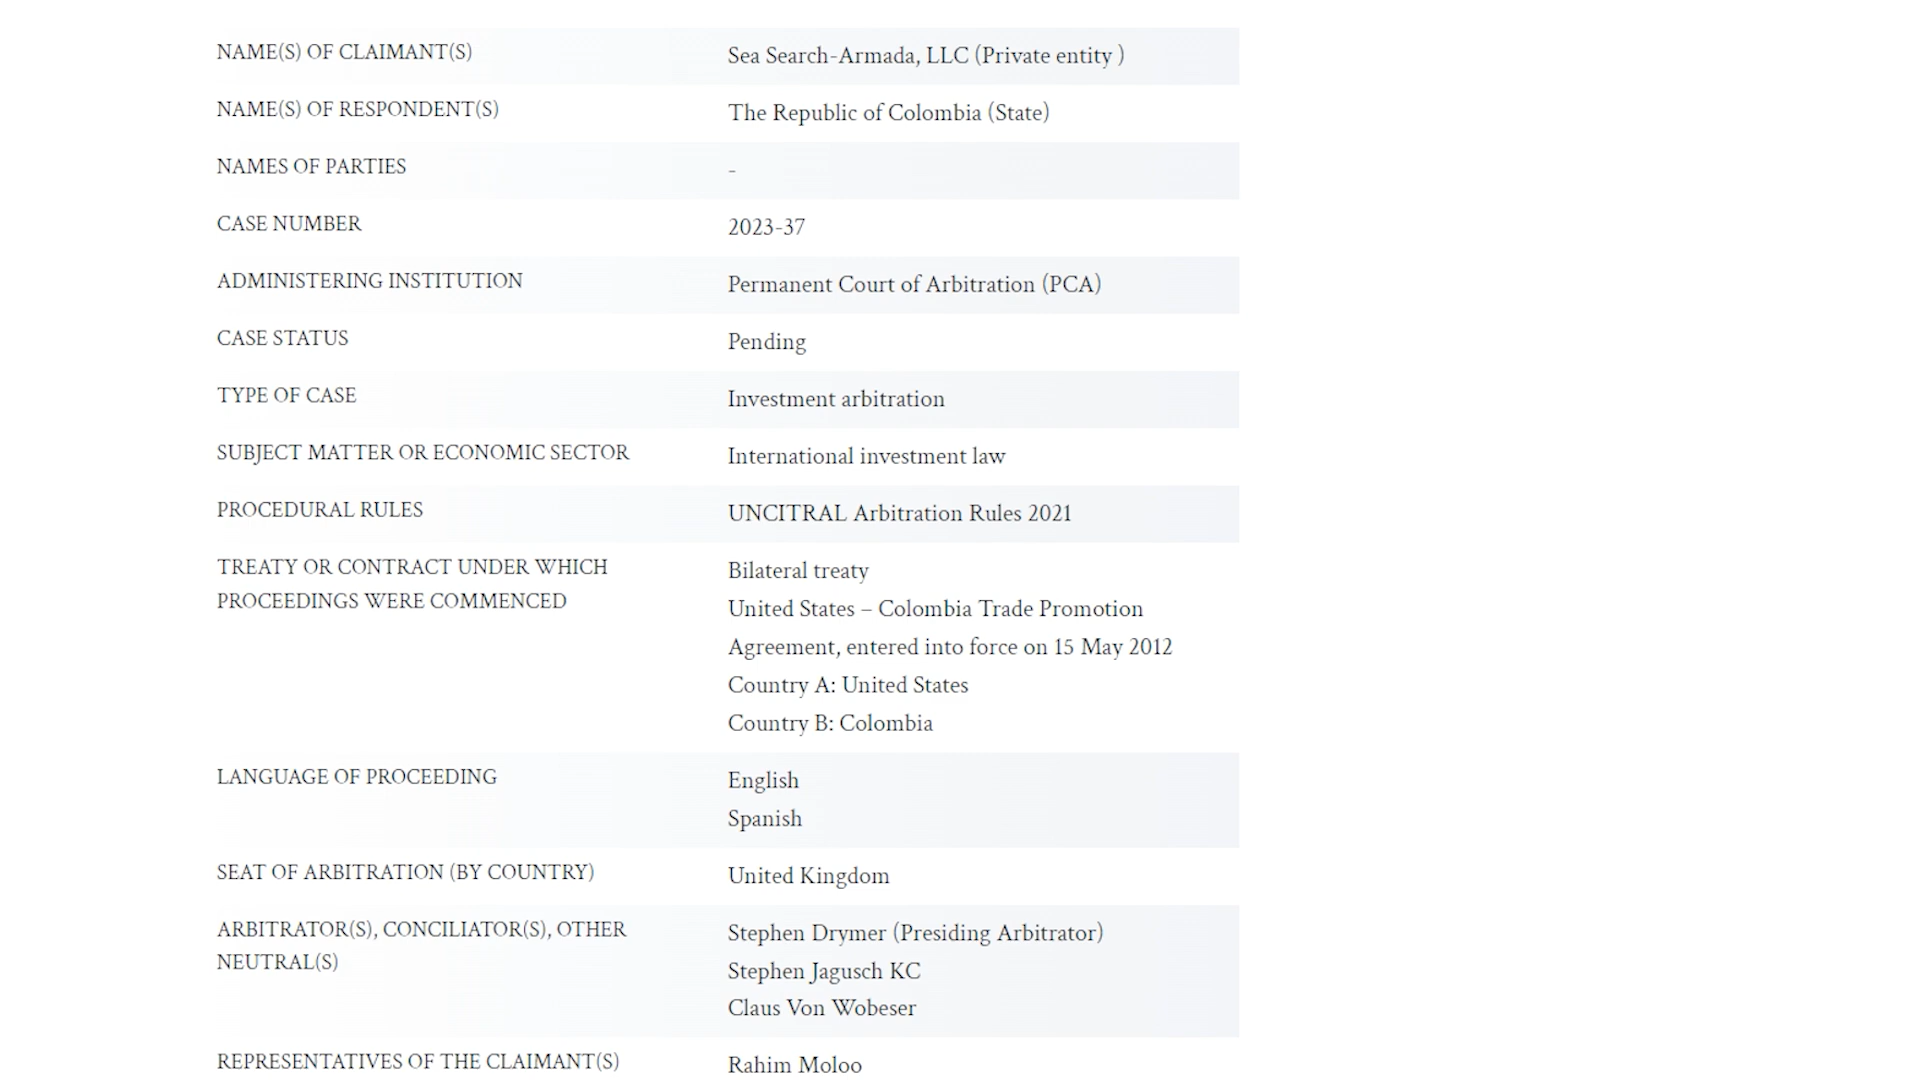 NAME(S) OF CLAIMANT(S)
Sea Search-Armada, LLC (Private entity )
NAME(S) OF RESPONDENT(S)
The Republic of Colombia (State)
NAMES OF PARTIES
-
CASE NUMBER
2023-37
ADMINISTERING INSTITUTION
Permanent Court of Arbitration (PCA)
CASE STATUS
Pending
TYPE OF CASE
Investment arbitration
SUBJECT MATTER OR ECONOMIC SECTOR
International investment law
PROCEDURAL RULES
UNCITRAL Arbitration Rules 2021
TREATY OR CONTRACT UNDER WHICH
PROCEEDINGS WERE COMMENCED
Bilateral treaty
United States – Colombia Trade Promotion
Agreement, entered into force on 15 May 2012
Country A: United States
Country B: Colombia
LANGUAGE OF PROCEEDING
English
Spanish
SEAT OF ARBITRATION (BY COUNTRY)
United Kingdom
ARBITRATOR(S), CONCILIATOR(S), OTHER
NEUTRAL(S)
Stephen Drymer (Presiding Arbitrator)
Stephen Jagusch KC
Claus Von Wobeser
REPRESENTATIVES OF THE CLAIMANT(S)
Rahim Moloo